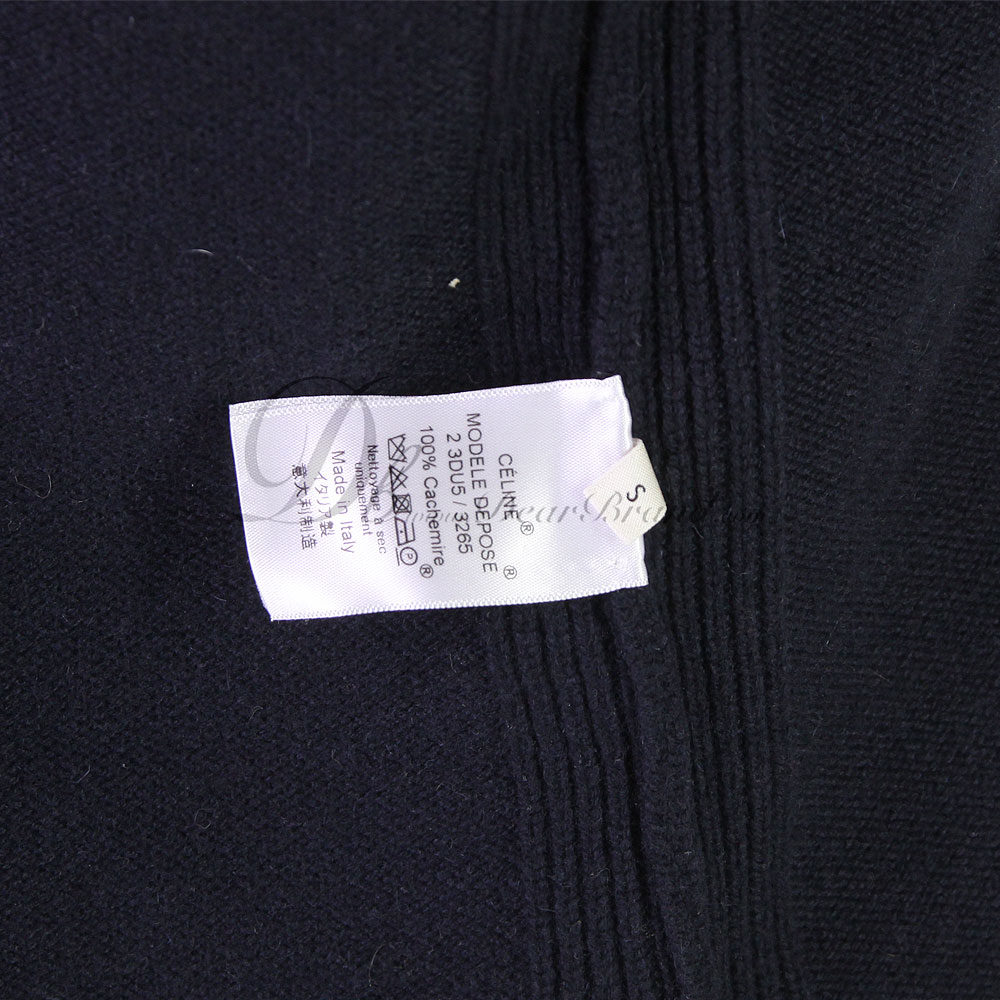 CÉLINE®
MODELE DEPOSE®
2 3DU5 / 3265
100% Cachemire
Nettoyage à sec
uniquement
Made in Italy
イタリア製
意大利制造
S